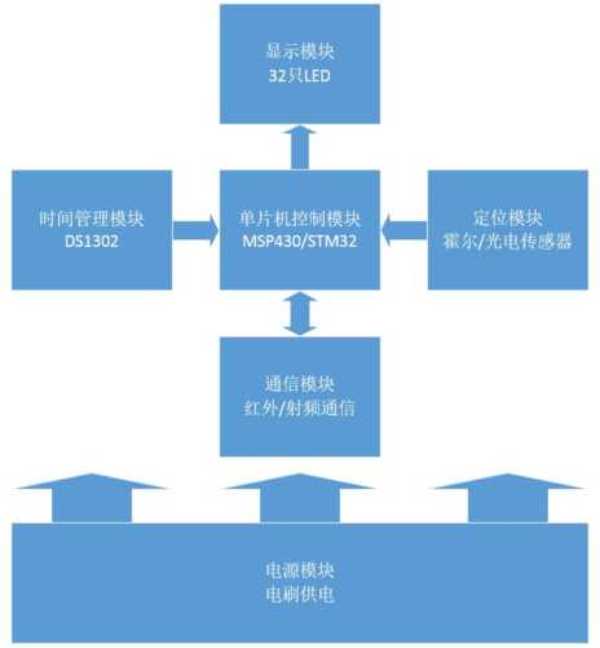 显示模块
32只LED
时间管理模块
DS1302
单片机控制模块
MSP430/STM32
定位模块
霍尔/光电传感器
通信模块
红外/射频通信
电源模块
电刷供电